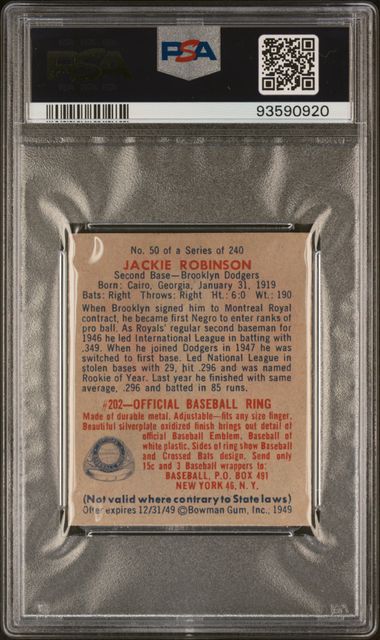 PSA
93590920
No. 50 of a Series of 240
JACKIE ROBINSON
Second Base—Brooklyn Dodgers
Born: Cairo, Georgia, January 31, 1919
Bats: Right Throws: Right Ht.: 6:0 Wt.: 190
When Brooklyn signed him to Montreal Royal
contract, he became first Negro to enter ranks of
pro ball. As Royals' regular second baseman for
1946 he led International League in batting with
.349. When he joined Dodgers in 1947 he was
switched to first base. Led National League in
stolen bases with 29, hit .296 and was named
Rookie of Year. Last year he finished with same
average, .296 and batted in 85 runs.
#202—OFFICIAL BASEBALL RING
Made of durable metal. Adjustable—fits any size finger.
Beautiful silverplate oxidized finish brings out detail of
official Baseball Emblem. Baseball of
white plastic. Sides of ring show Baseball
and Crossed Bats design. Send only
15c and 3 Baseball wrappers to:
BASEBALL, P.O. BOX 491
NEW YORK 46, N. Y.
(Not valid where contrary to State laws)
Offer expires 12/31/49 ©Bowman Gum, Inc., 1949